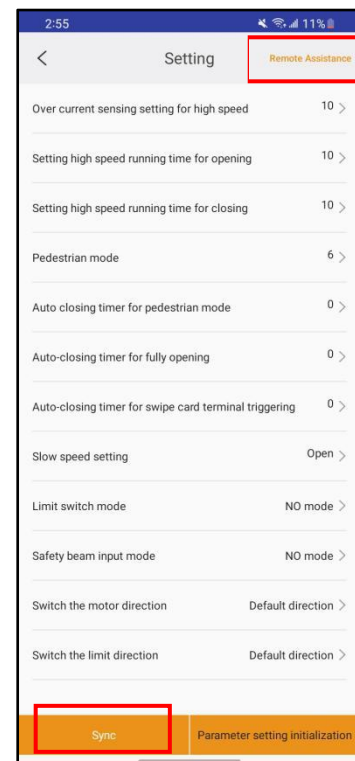 2:55 11%
Setting Remote Assistance
Over current sensing setting for high speed 10
Setting high speed running time for opening 10
Setting high speed running time for closing 10
Pedestrian mode 6
Auto closing timer for pedestrian mode 0
Auto-closing timer for fully opening 0
Auto-closing timer for swipe card terminal triggering 0
Slow speed setting Open
Limit switch mode NO mode
Safety beam input mode NO mode
Switch the motor direction Default direction
Switch the limit direction Default direction
Sync Parameter setting initialization